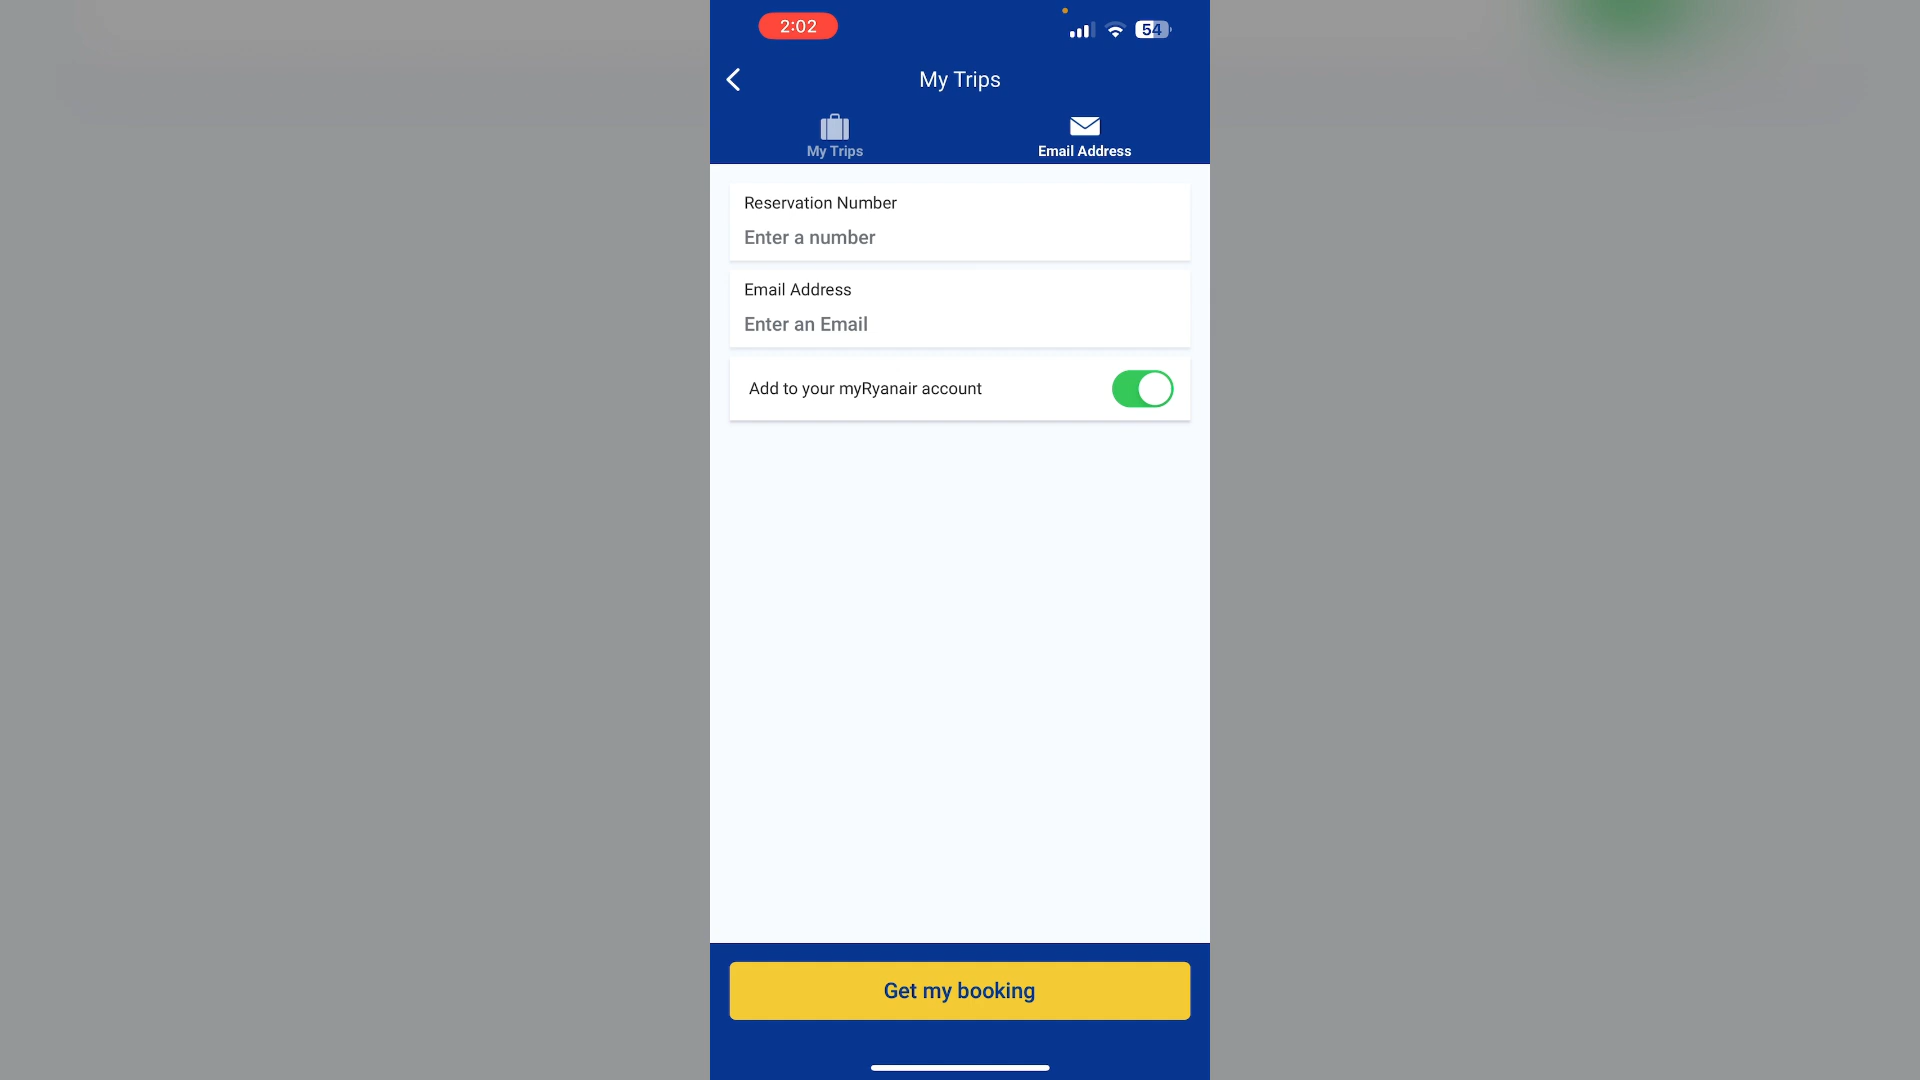 2:02
54
My Trips
My Trips
Email Address
Reservation Number
Enter a number
Email Address
Enter an Email
Add to your myRyanair account
Get my booking